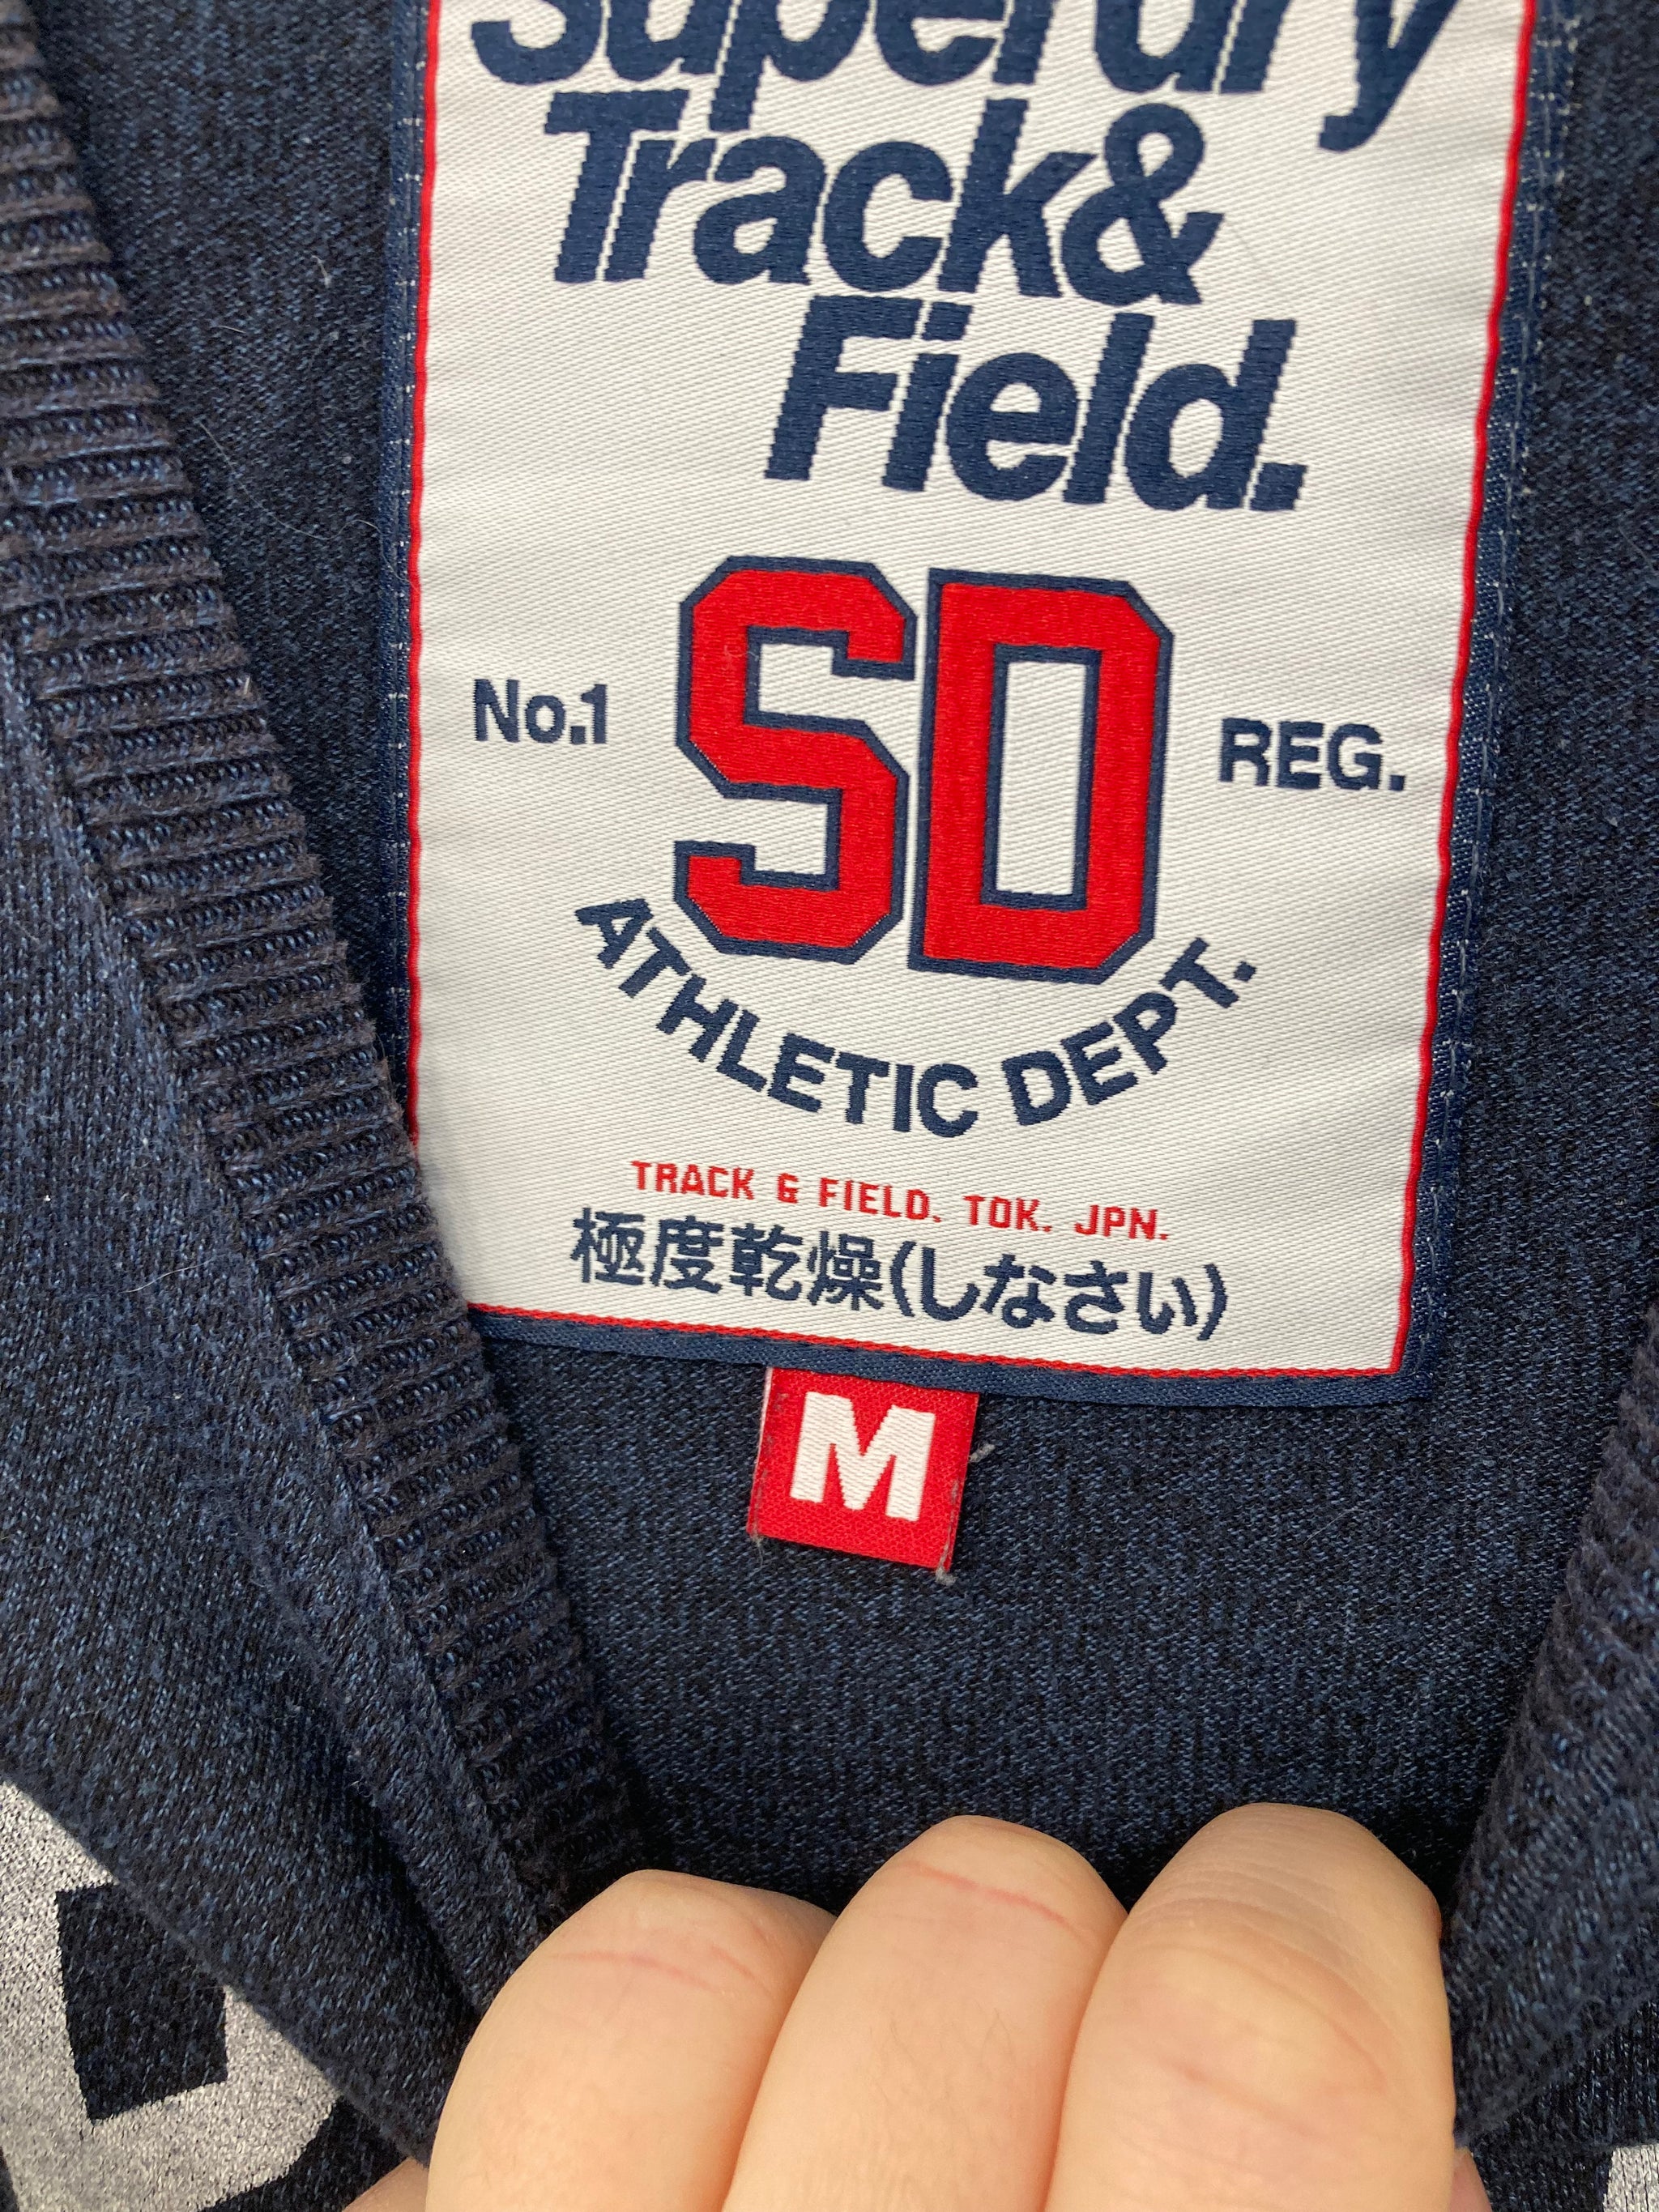 Superdry
Track&
Field.
No.1 SD REG.
ATHLETIC DEPT.
TRACK & FIELD. TOK. JPN.
極度乾燥(しなさい)
M